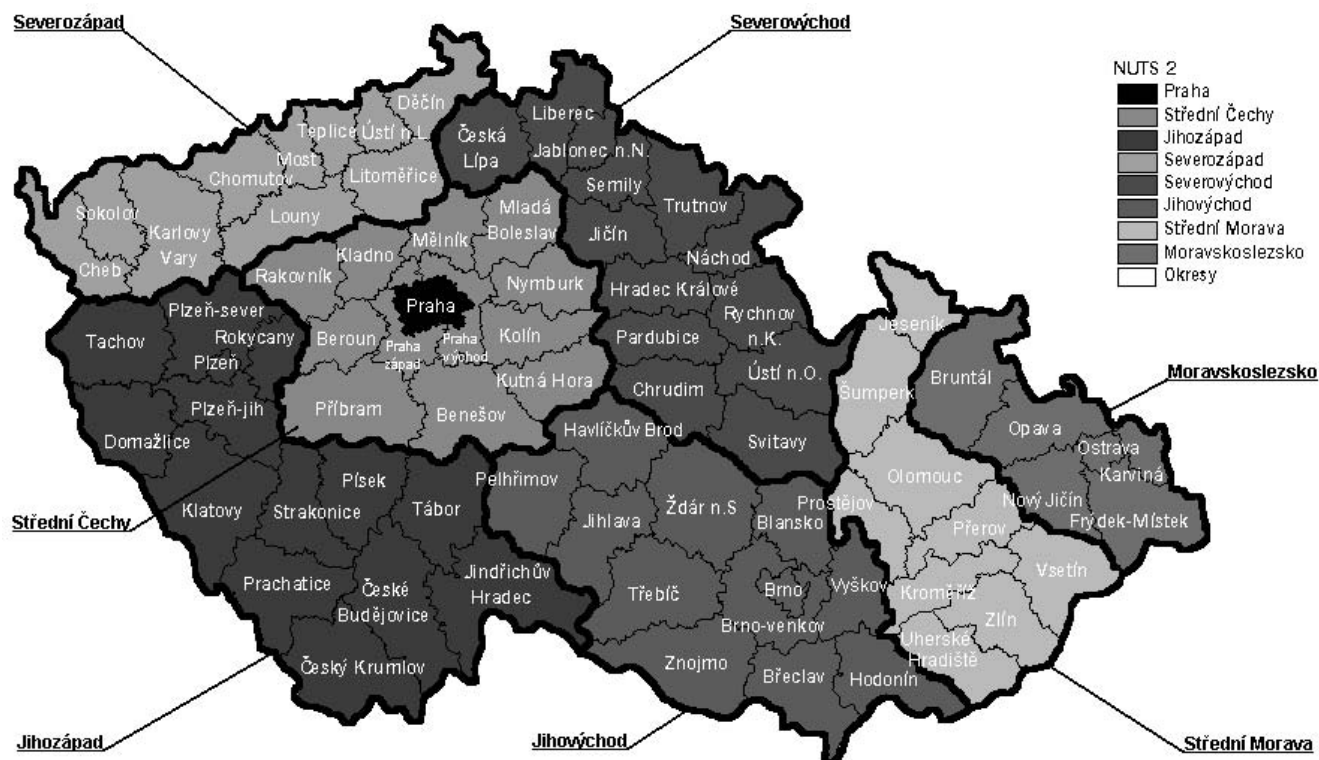 Severozápad
Severovýchod
NUTS 2
Praha
Střední Čechy
Jihozápad
Severozápad
Severovýchod
Jihovýchod
Střední Morava
Moravskoslezsko
Okresy
Děčín
Teplice
Ústí n.L.
Most
Chomutov
Litoměřice
Louny
Sokolov
Karlovy
Vary
Cheb
Česká
Lípa
Liberec
Jablonec n.N.
Semily
Trutnov
Jičín
Náchod
Hradec Králové
Rychnov
n.K.
Pardubice
Chrudim
Ústí n.O.
Svitavy
Mladá
Boleslav
Mělník
Kladno
Rakovník
Nymburk
Praha
Beroun
Praha
západ
Praha
východ
Kolín
Kutná Hora
Příbram
Benešov
Plzeň-sever
Tachov
Rokycany
Plzeň
Plzeň-jih
Domažlice
Klatovy
Strakonice
Písek
Tábor
Prachatice
České
Budějovice
Jindřichův
Hradec
Český Krumlov
Havlíčkův Brod
Pelhřimov
Jihlava
Ždár n.S
Blansko
Třebíč
Brno
Vyškov
Brno-venkov
Znojmo
Břeclav
Hodonín
Jeseník
Šumperk
Olomouc
Prostějov
Přerov
Kroměříz
Vsetín
Zlín
Uherské
Hradiště
Bruntál
Opava
Ostrava
Karviná
Nový Jičín
Frýdek-Místek
Moravskoslezsko
Střední Čechy
Jihozápad
Jihovýchod
Střední Morava